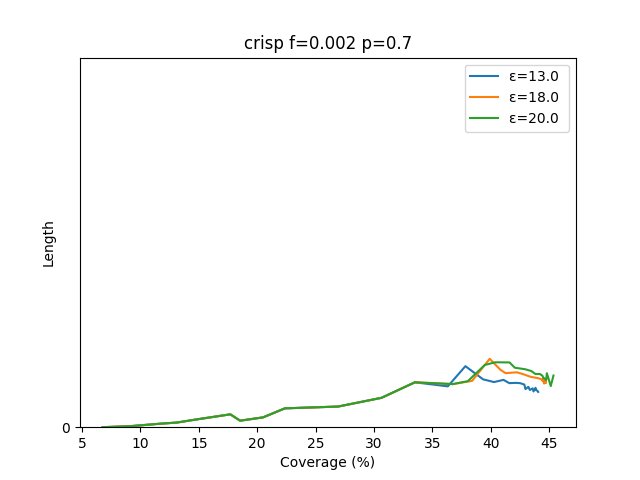 crisp f=0.002 p=0.7
ε=13.0
ε=18.0
ε=20.0
Length
0
5 10 15 20 25 30 35 40 45
Coverage (%)